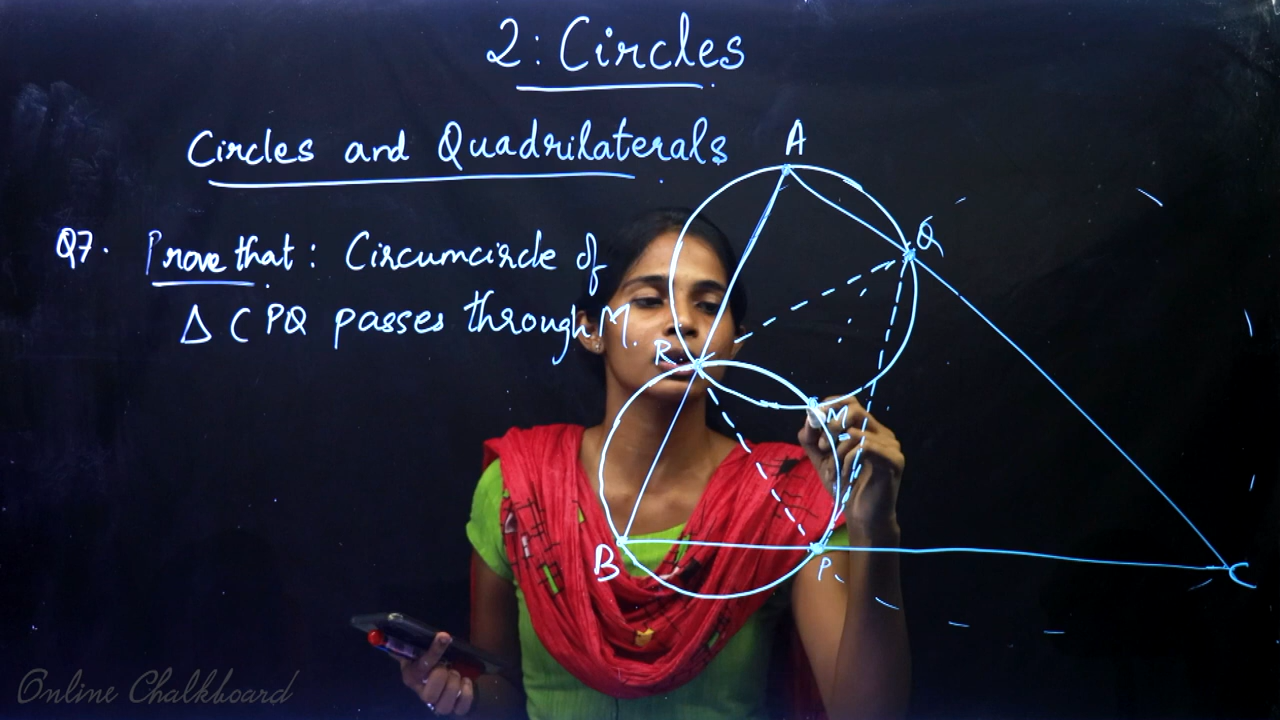 2: Circles
Circles and Quadrilaterals
Q7. Prove that: Circumcircle of
Δ CPQ passes through M.
A
Q
R
M
B
P
C
Online Chalkboard